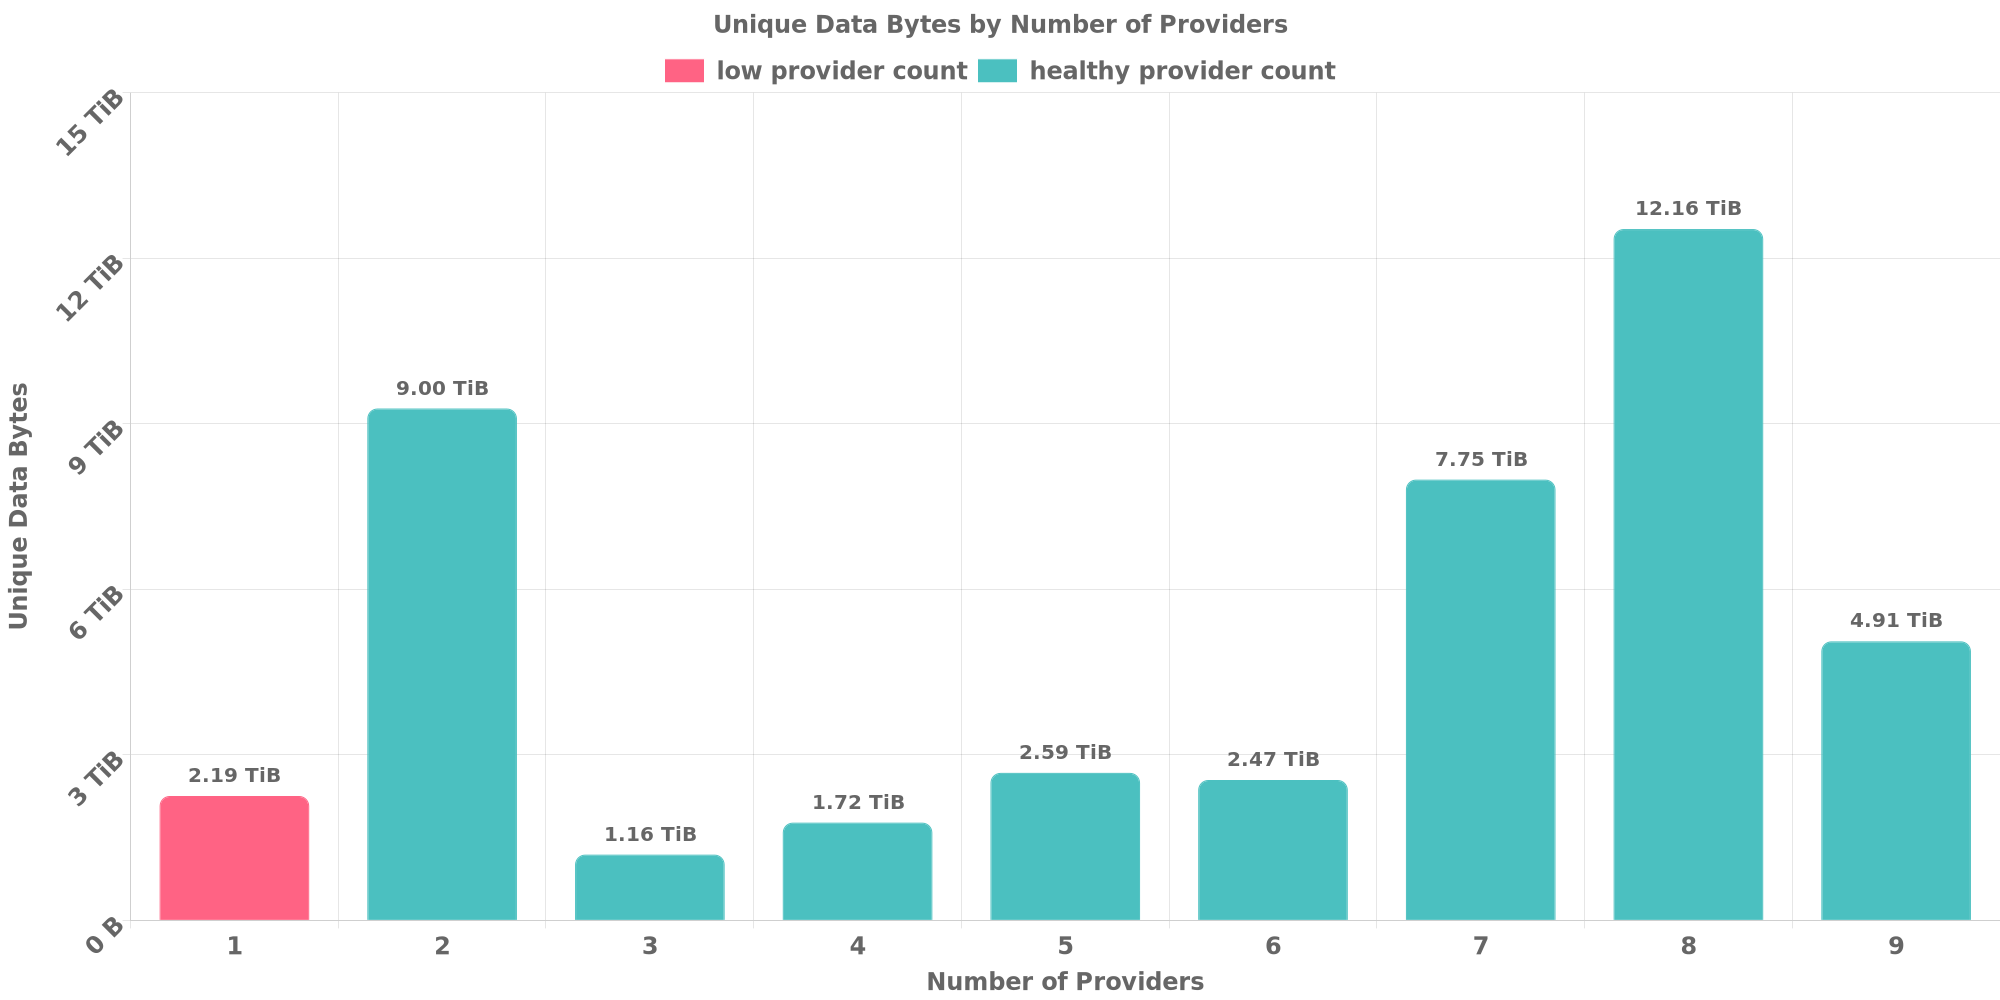 Unique Data Bytes by Number of Providers
low provider count healthy provider count
15 TiB
12 TiB
9 TiB
6 TiB
3 TiB
0 B
Unique Data Bytes
2.19 TiB
9.00 TiB
1.16 TiB
1.72 TiB
2.59 TiB
2.47 TiB
7.75 TiB
12.16 TiB
4.91 TiB
1 2 3 4 5 6 7 8 9
Number of Providers